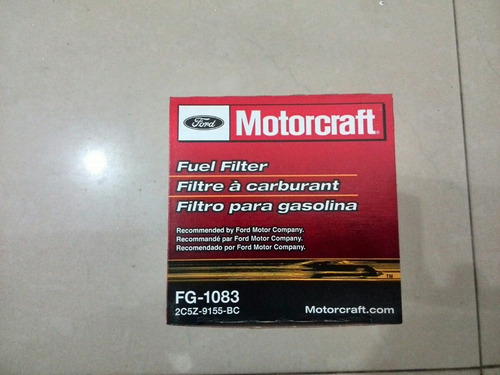 Ford
Motorcraft®
Fuel Filter
Filtre à carburant
Filtro para gasolina
Recommended by Ford Motor Company.
Recommandé par Ford Motor Company.
Recomendado por Ford Motor Company.
TM
FG-1083
2C5Z-9155-BC
Motorcraft.com